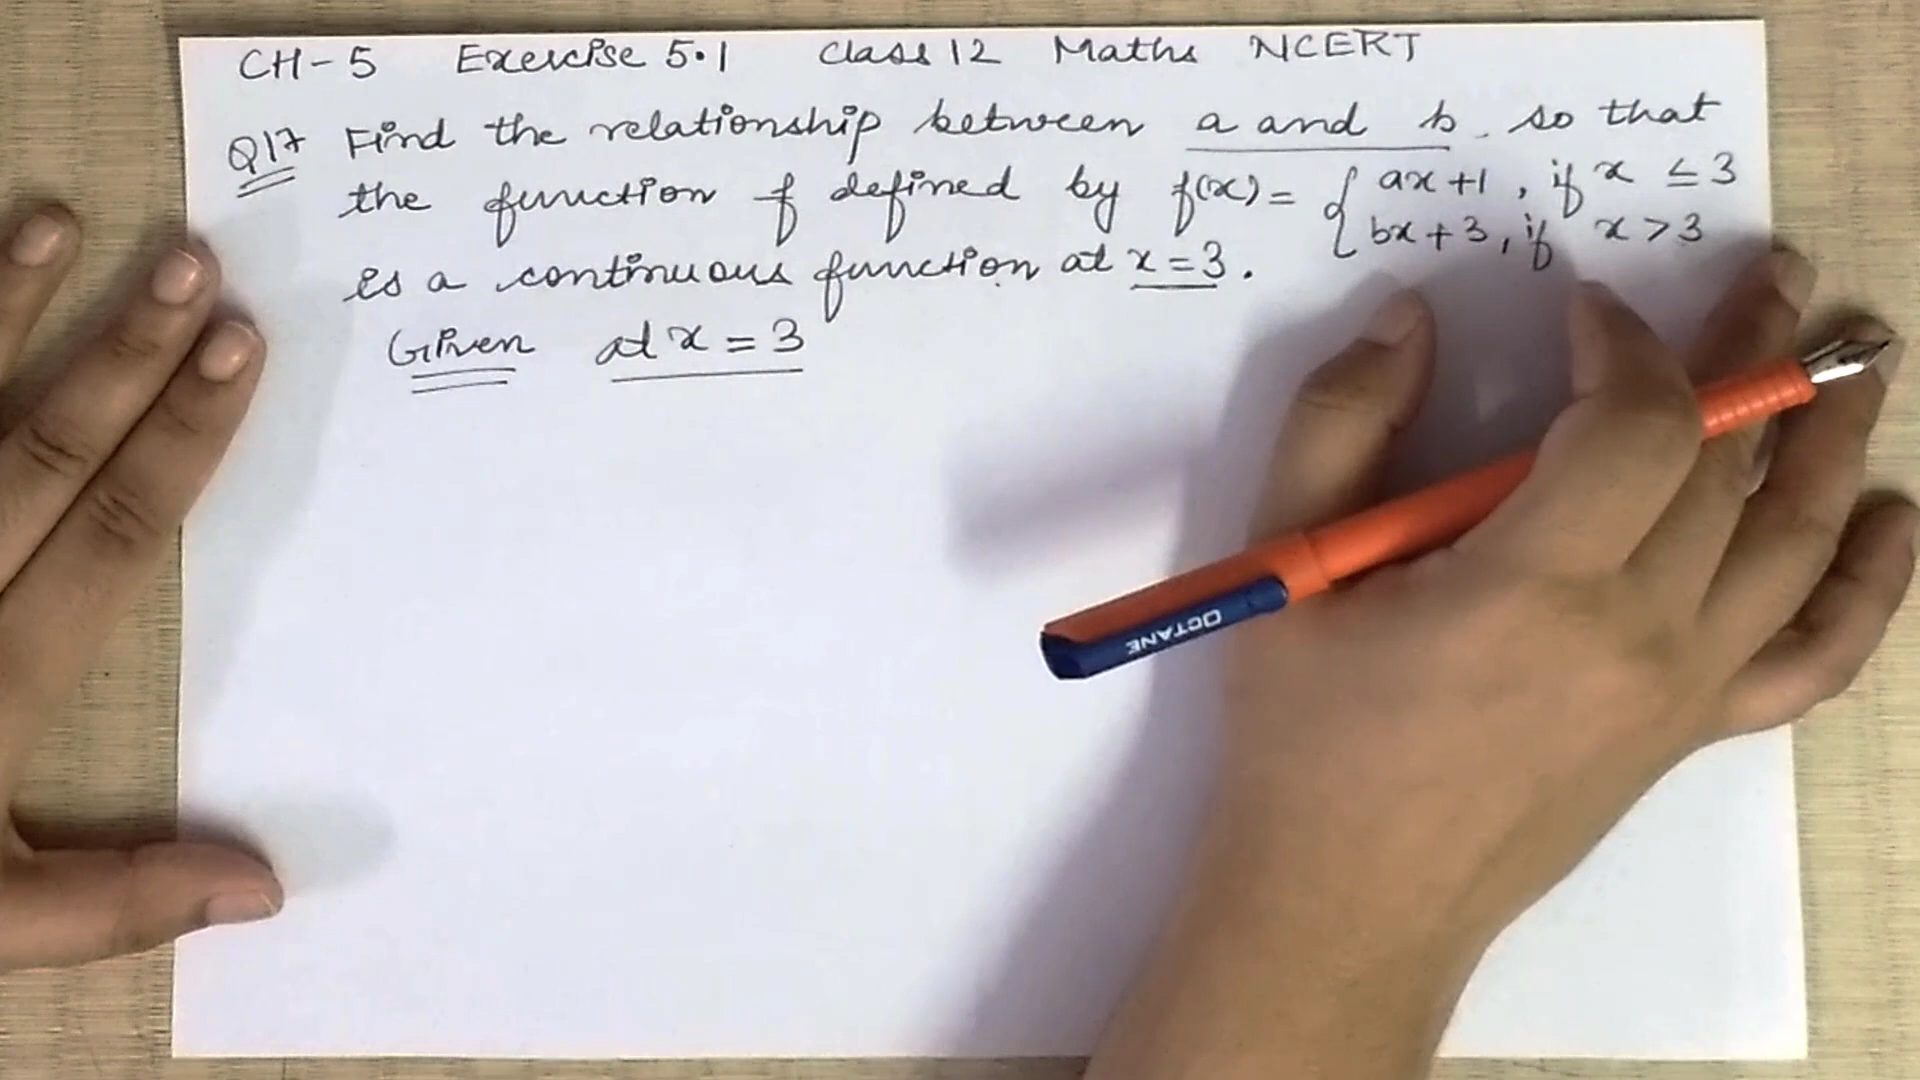 CH-5 Exercise 5.1 Class 12 Maths NCERT
Q17 Find the relationship between a and b so that
the function f defined by f(x) = { ax+1, if x ≤ 3
bx+3, if x > 3
is a continuous function at x = 3.
Given at x = 3
OCTANE